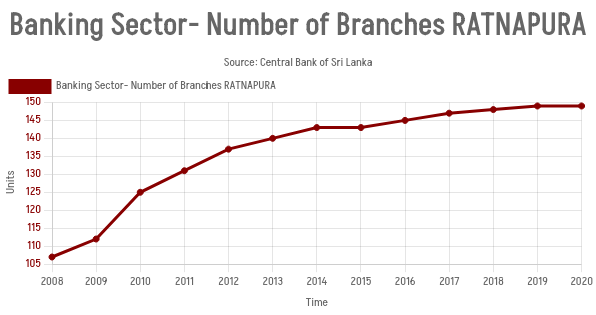 Banking Sector- Number of Branches RATNAPURA
Source: Central Bank of Sri Lanka
Banking Sector- Number of Branches RATNAPURA
150
145
140
135
130
125
120
115
110
105
Units
2008 2009 2010 2011 2012 2013 2014 2015 2016 2017 2018 2019 2020
Time